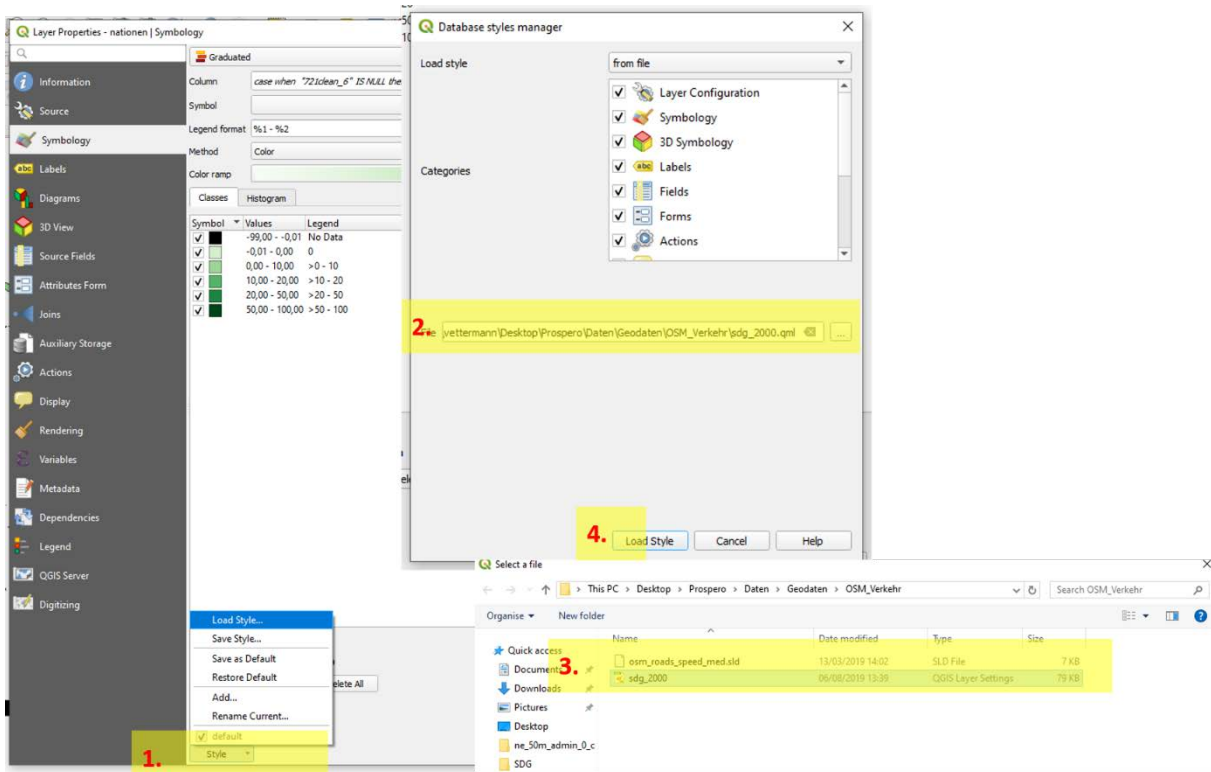 Layer Properties - nationen | Symbology
Information
Source
Symbology
Labels
Diagrams
3D View
Source Fields
Attributes Form
Joins
Auxiliary Storage
Actions
Display
Rendering
Variables
Metadata
Dependencies
Legend
QGIS Server
Digitizing
Graduated
Column case when "721clean_6" IS NULL the
Symbol
Legend format %1 - %2
Method Color
Color ramp
Classes Histogram
Symbol Values Legend
-99,00 - -0,01 No Data
-0,01 - 0,00 0
0,00 - 10,00 >0 - 10
10,00 - 20,00 >10 - 20
20,00 - 50,00 >20 - 50
50,00 - 100,00 >50 - 100
elete All
Load Style...
Save Style...
Save as Default
Restore Default
Add...
Rename Current...
default
1. Style
Database styles manager
Load style from file
Categories
Layer Configuration
Symbology
3D Symbology
abc Labels
Fields
Forms
Actions
2. File vettermann\Desktop\Prospero\Daten\Geodaten\OSM_Verkehr\sdg_2000.qml ...
4. Load Style Cancel Help
Select a file
This PC > Desktop > Prospero > Daten > Geodaten > OSM_Verkehr Search OSM_Verkehr
Organise New folder
Quick access
Documents
Downloads
Pictures
Desktop
ne_50m_admin_0_c
SDG
Name Date modified Type Size
3. osm_roads_speed_med.sld 13/03/2019 14:02 SLD File 7 KB
sdg_2000 06/08/2019 13:39 QGIS Layer Settings 79 KB